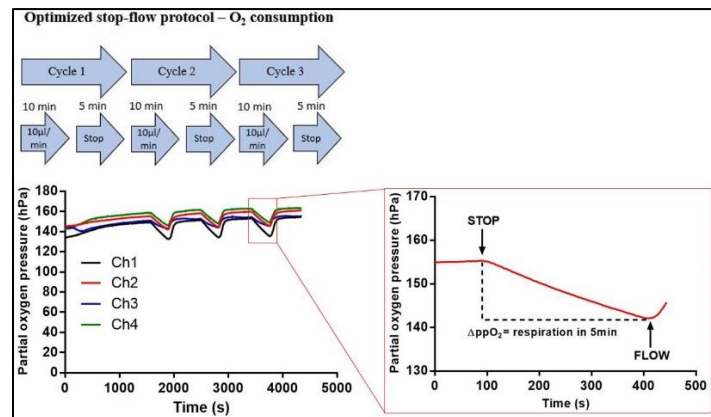 Optimized stop-flow protocol – O₂ consumption
Cycle 1 Cycle 2 Cycle 3
10 min 5 min 10 min 5 min 10 min 5 min
10µl/ min Stop 10µl/ min Stop 10µl/ min Stop
Partial oxygen pressure (hPa)
180
160
140
120
100
80
60
40
20
0
Ch1
Ch2
Ch3
Ch4
0 1000 2000 3000 4000 5000
Time (s)
Partial oxygen pressure (hPa)
170
160
150
140
130
STOP
ΔppO₂= respiration in 5min
FLOW
0 100 200 300 400 500
Time (s)